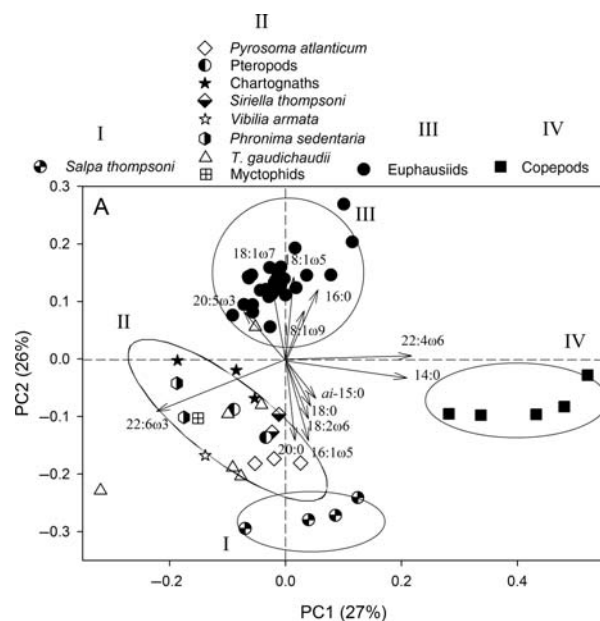 II
Pyrosoma atlanticum
Pteropods
Chartognaths
Siriella thompsoni
Vibilia armata
Phronima sedentaria
T. gaudichaudii
Myctophids
I
Salpa thompsoni
III
Euphausiids
IV
Copepods
A
0.3
0.2
0.1
0.0
−0.1
−0.2
−0.3
PC2 (26%)
III
18:1ω7
18:1ω5
20:5ω3
16:0
18:1ω9
II
22:4ω6
IV
14:0
ai-15:0
18:0
22:6ω3
18:2ω6
20:0
16:1ω5
I
−0.2
0.0
0.2
0.4
PC1 (27%)